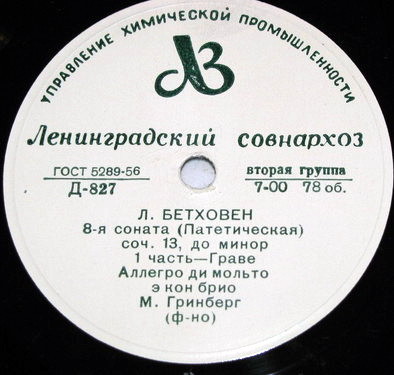 УПРАВЛЕНИЕ ХИМИЧЕСКОЙ ПРОМЫШЛЕННОСТИ
ЛЗ
Ленинградский совнархоз
ГОСТ 5289-56
Д-827
вторая группа
7-00 78 об.
Л. БЕТХОВЕН
8-я соната (Патетическая)
соч. 13, до минор
1 часть—Граве
Аллегро ди мольто
э кон брио
М. Гринберг
(ф-но)